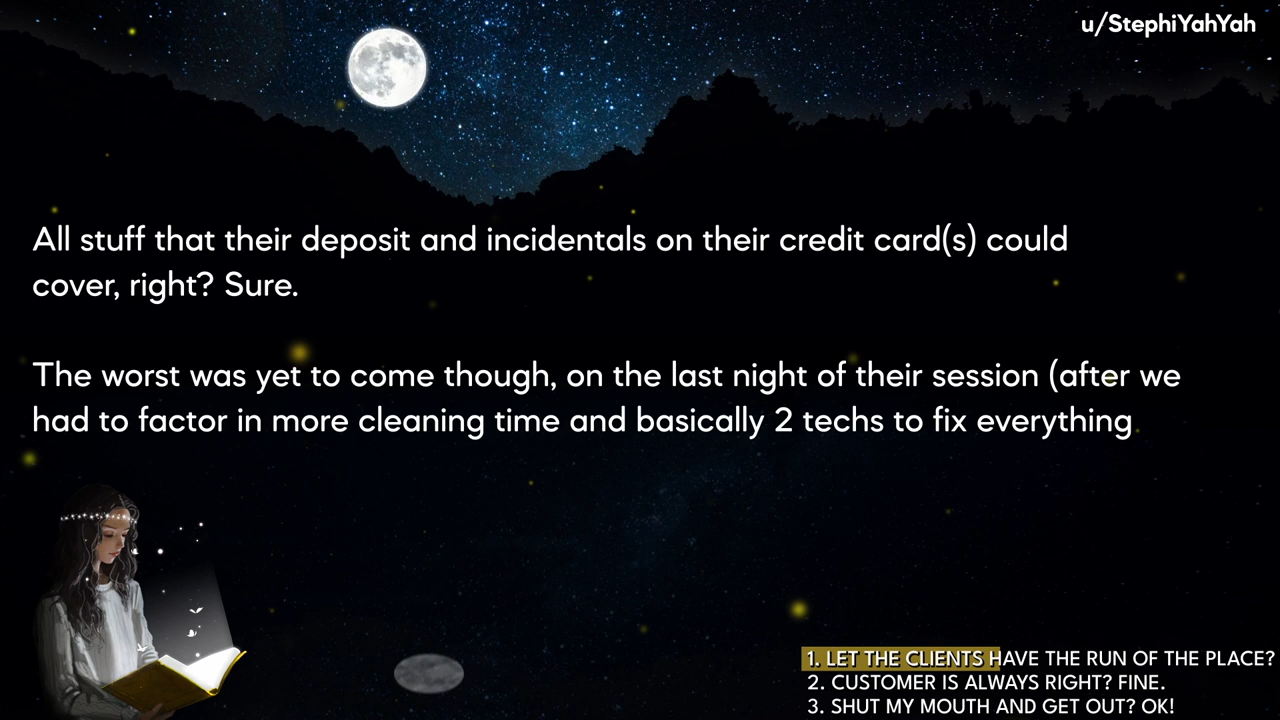 u/StephiYahYah
All stuff that their deposit and incidentals on their credit card(s) could
cover, right? Sure.
The worst was yet to come though, on the last night of their session (after we
had to factor in more cleaning time and basically 2 techs to fix everything
1. LET THE CLIENTS HAVE THE RUN OF THE PLACE?
2. CUSTOMER IS ALWAYS RIGHT? FINE.
3. SHUT MY MOUTH AND GET OUT? OK!